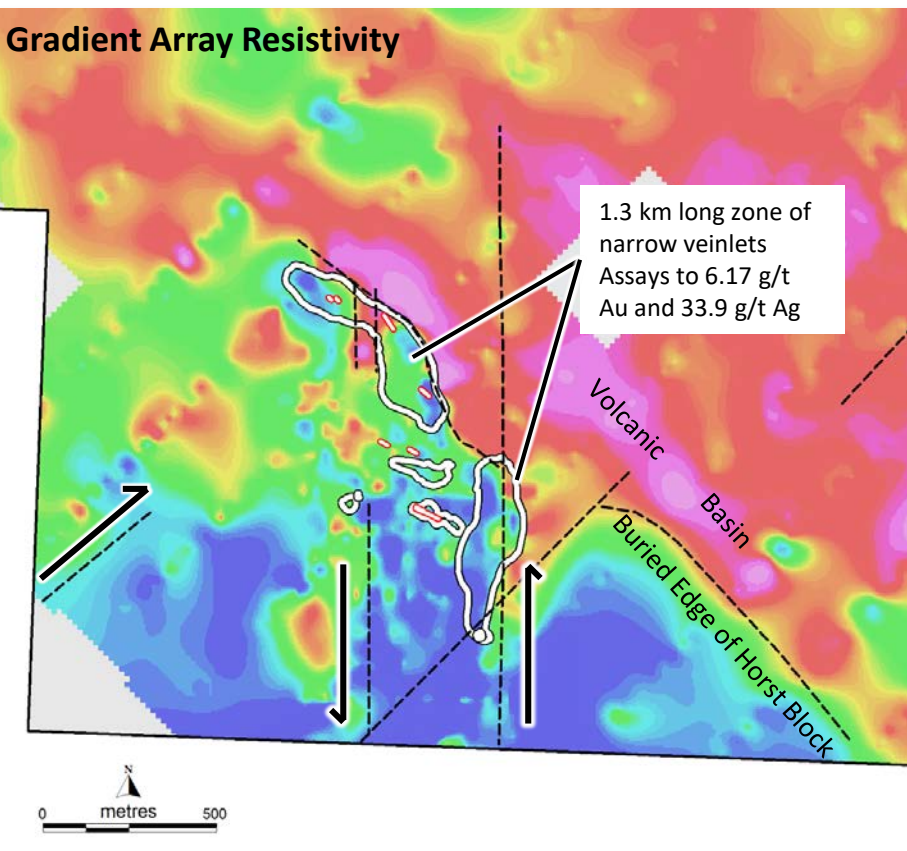 Gradient Array Resistivity
1.3 km long zone of
narrow veinlets
Assays to 6.17 g/t
Au and 33.9 g/t Ag
Volcanic
Basin
Buried Edge of Horst Block
N
metres
0
500